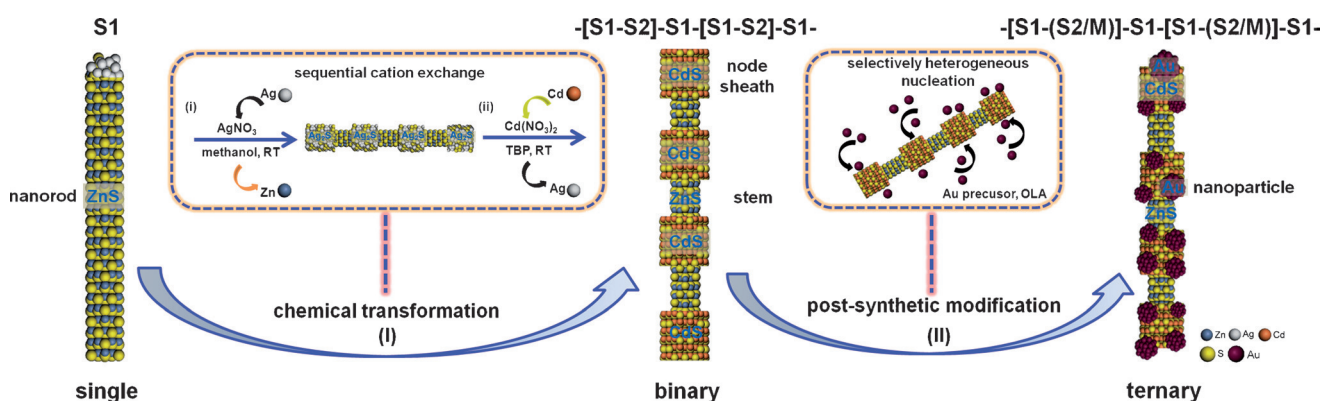 S1
-[S1-S2]-S1-[S1-S2]-S1-
-[S1-(S2/M)]-S1-[S1-(S2/M)]-S1-
sequential cation exchange
(i)
Ag
AgNO3
methanol, RT
Zn
Ag2S
Ag2S
Ag2S
Ag2S
(ii)
Cd
Cd(NO3)2
TBP, RT
Ag
nanorod
ZnS
CdS
node
sheath
CdS
ZnS
stem
CdS
CdS
selectively heterogeneous
nucleation
Au precusor, OLA
Au
CdS
Au
nanoparticle
ZnS
chemical transformation
(I)
post-synthetic modification
(II)
Zn Ag Cd
S Au
single
binary
ternary